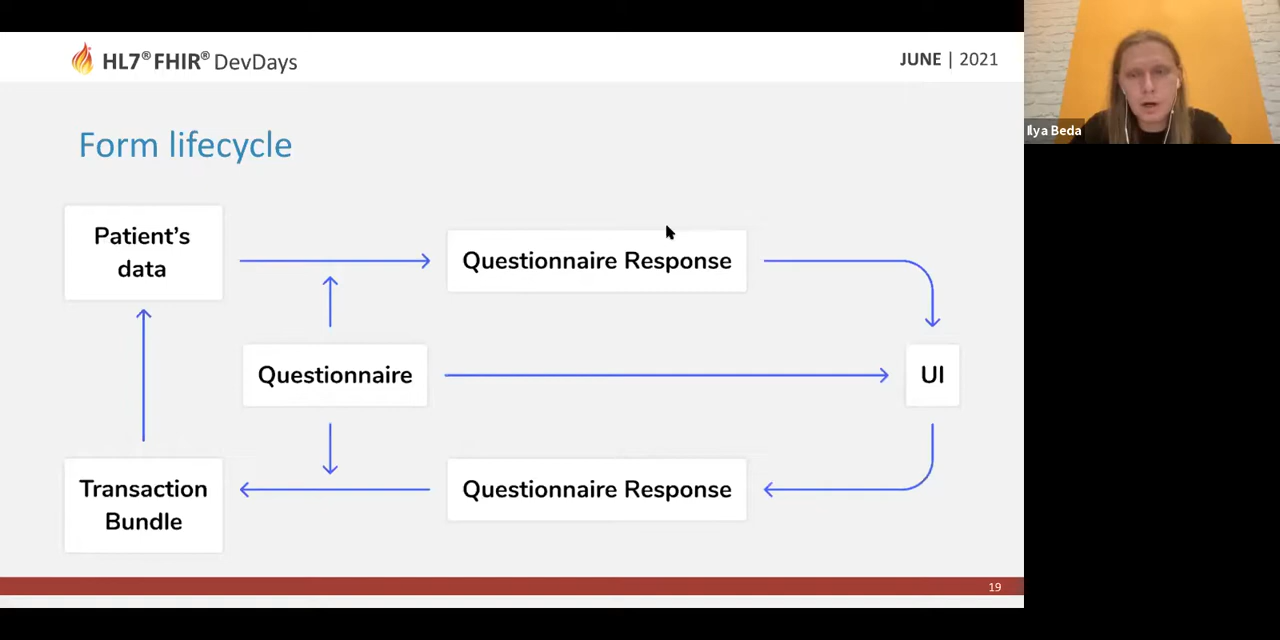 HL7® FHIR® DevDays
JUNE | 2021
Ilya Beda
Form lifecycle
Patient's
data
Questionnaire Response
Questionnaire
UI
Transaction
Bundle
Questionnaire Response
19